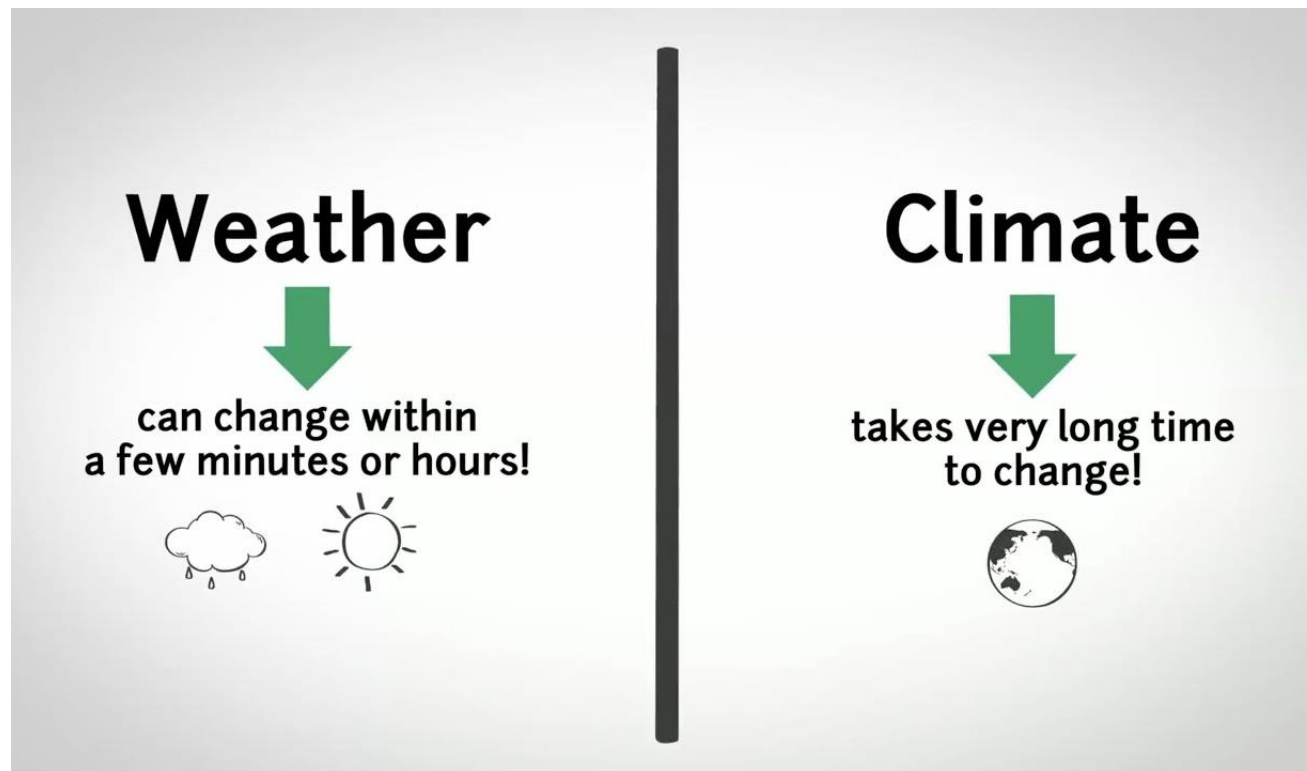 Weather
can change within
a few minutes or hours!
Climate
takes very long time
to change!